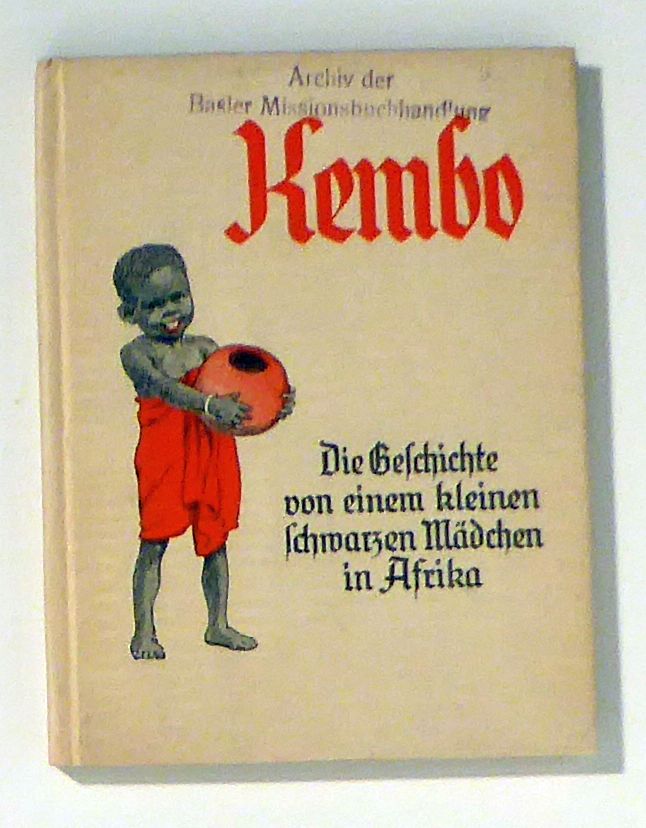 Archiv der
Basler Missionsbuchhandlung
Kembo
Die Geſchichte
von einem kleinen
ſchwarzen Mädchen
in Afrika